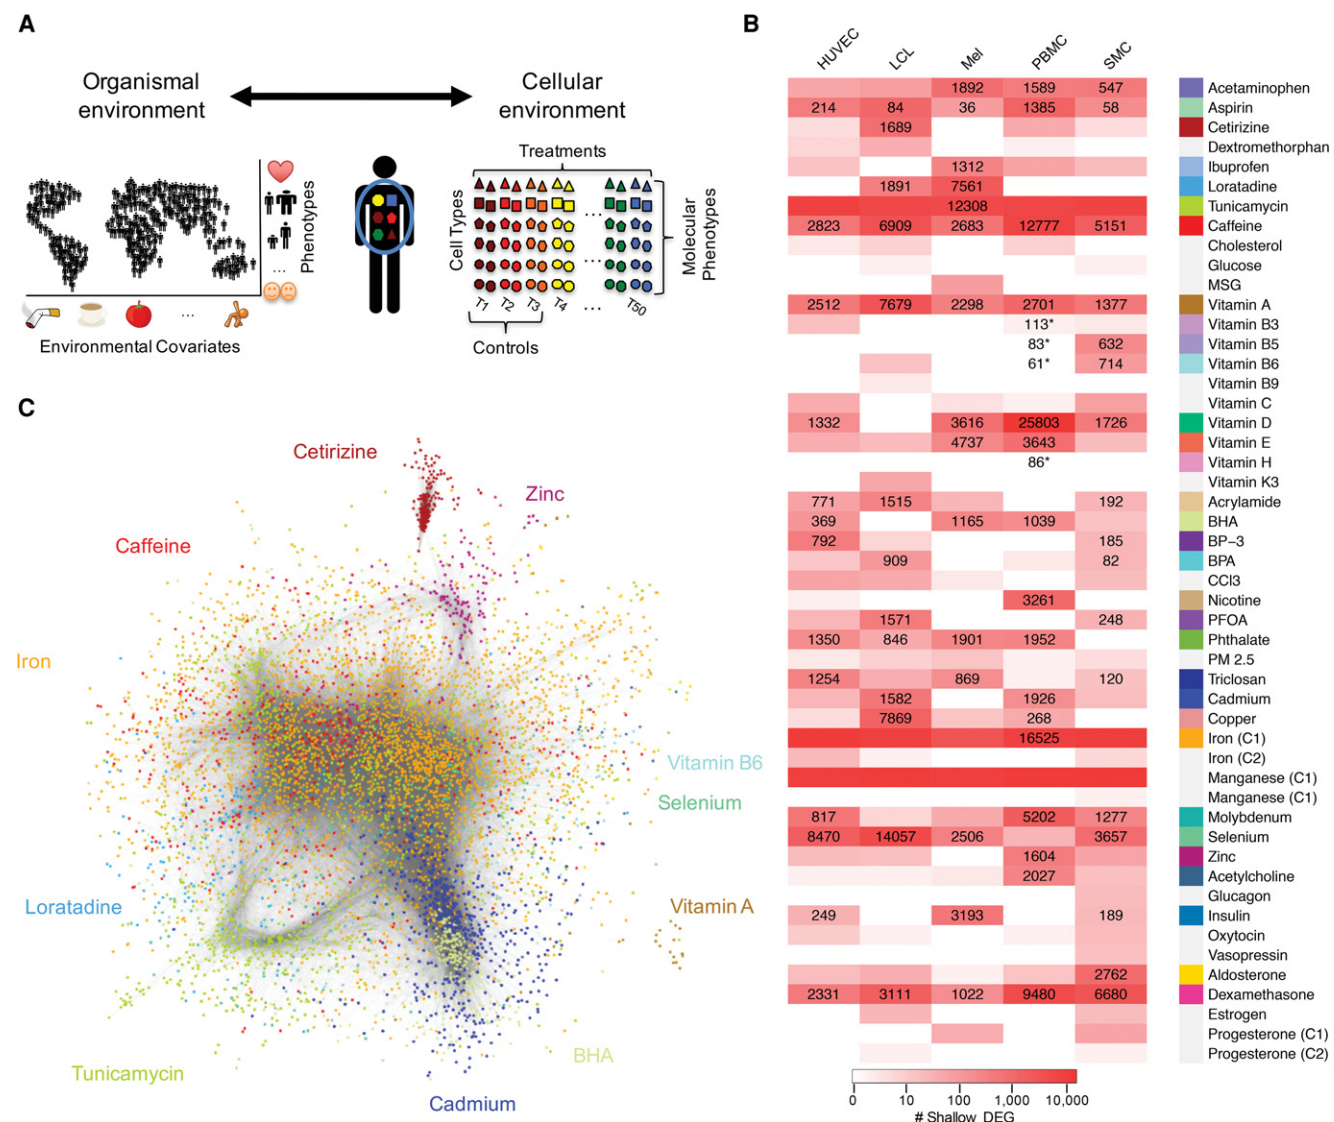 A
Organismal
environment
Cellular
environment
Treatments
Cell Types
Molecular
Phenotypes
Phenotypes
...
...
...
...
T1 T2 T3 T4 ... T50
Environmental Covariates
Controls
B
HUVEC LCL Mel PBMC SMC
1892 1589 547 Acetaminophen
214 84 36 1385 58 Aspirin
1689 Cetirizine
Dextromethorphan
1312 Ibuprofen
1891 7561 Loratadine
12308 Tunicamycin
2823 6909 2683 12777 5151 Caffeine
Cholesterol
Glucose
MSG
2512 7679 2298 2701 1377 Vitamin A
113* Vitamin B3
83* 632 Vitamin B5
61* 714 Vitamin B6
Vitamin B9
Vitamin C
1332 3616 25803 1726 Vitamin D
4737 3643 Vitamin E
86* Vitamin H
Vitamin K3
771 1515 192 Acrylamide
369 1165 1039 BHA
792 185 BP-3
909 82 BPA
CCl3
3261 Nicotine
1571 248 PFOA
1350 846 1901 1952 Phthalate
PM 2.5
1254 869 120 Triclosan
1582 1926 Cadmium
7869 268 Copper
16525 Iron (C1)
Iron (C2)
Manganese (C1)
Manganese (C1)
817 5202 1277 Molybdenum
8470 14057 2506 3657 Selenium
1604 Zinc
2027 Acetylcholine
Glucagon
249 3193 189 Insulin
Oxytocin
Vasopressin
2762 Aldosterone
2331 3111 1022 9480 6680 Dexamethasone
Estrogen
Progesterone (C1)
Progesterone (C2)
0 10 100 1,000 10,000
# Shallow DEG
C
Cetirizine
Zinc
Caffeine
Iron
Vitamin B6
Selenium
Loratadine
Vitamin A
BHA
Tunicamycin
Cadmium